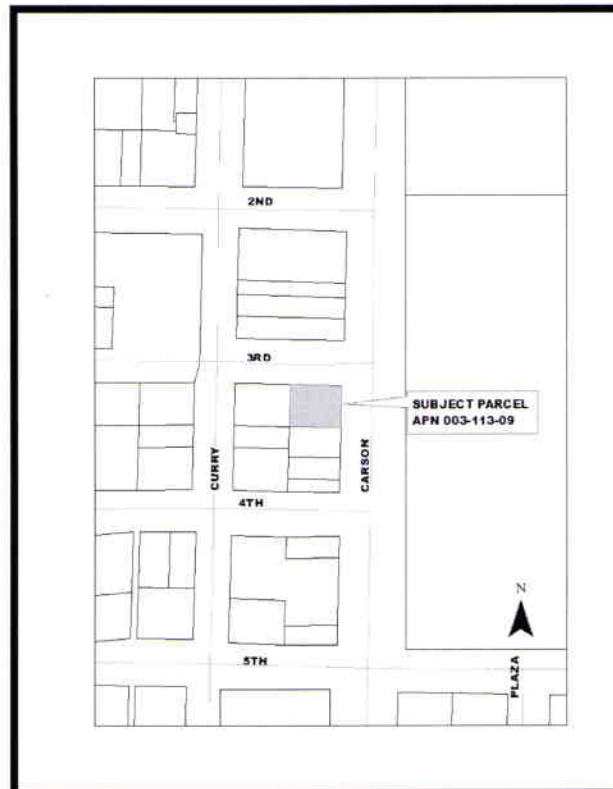 2ND
3RD
SUBJECT PARCEL
APN 003-113-09
CURRY
CARSON
4TH
N
PLAZA
5TH